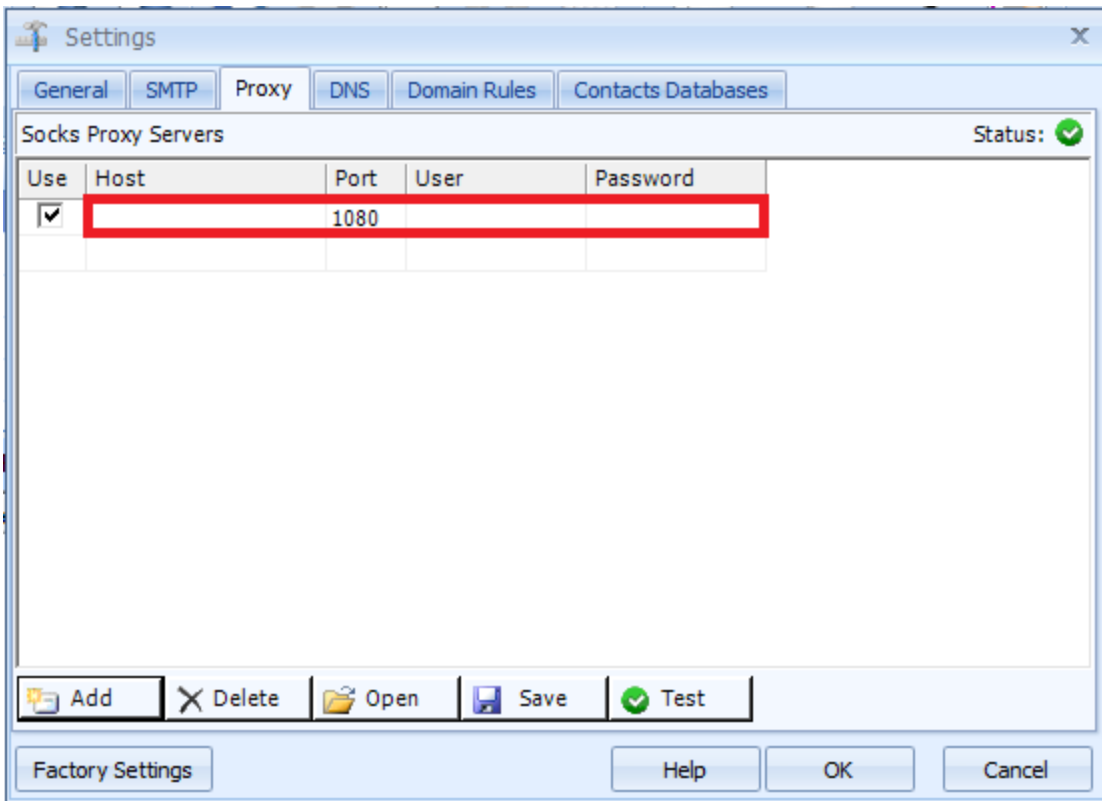 Settings
General SMTP Proxy DNS Domain Rules Contacts Databases
Socks Proxy Servers Status:
Use Host Port User Password
1080
Add Delete Open Save Test
Factory Settings Help OK Cancel